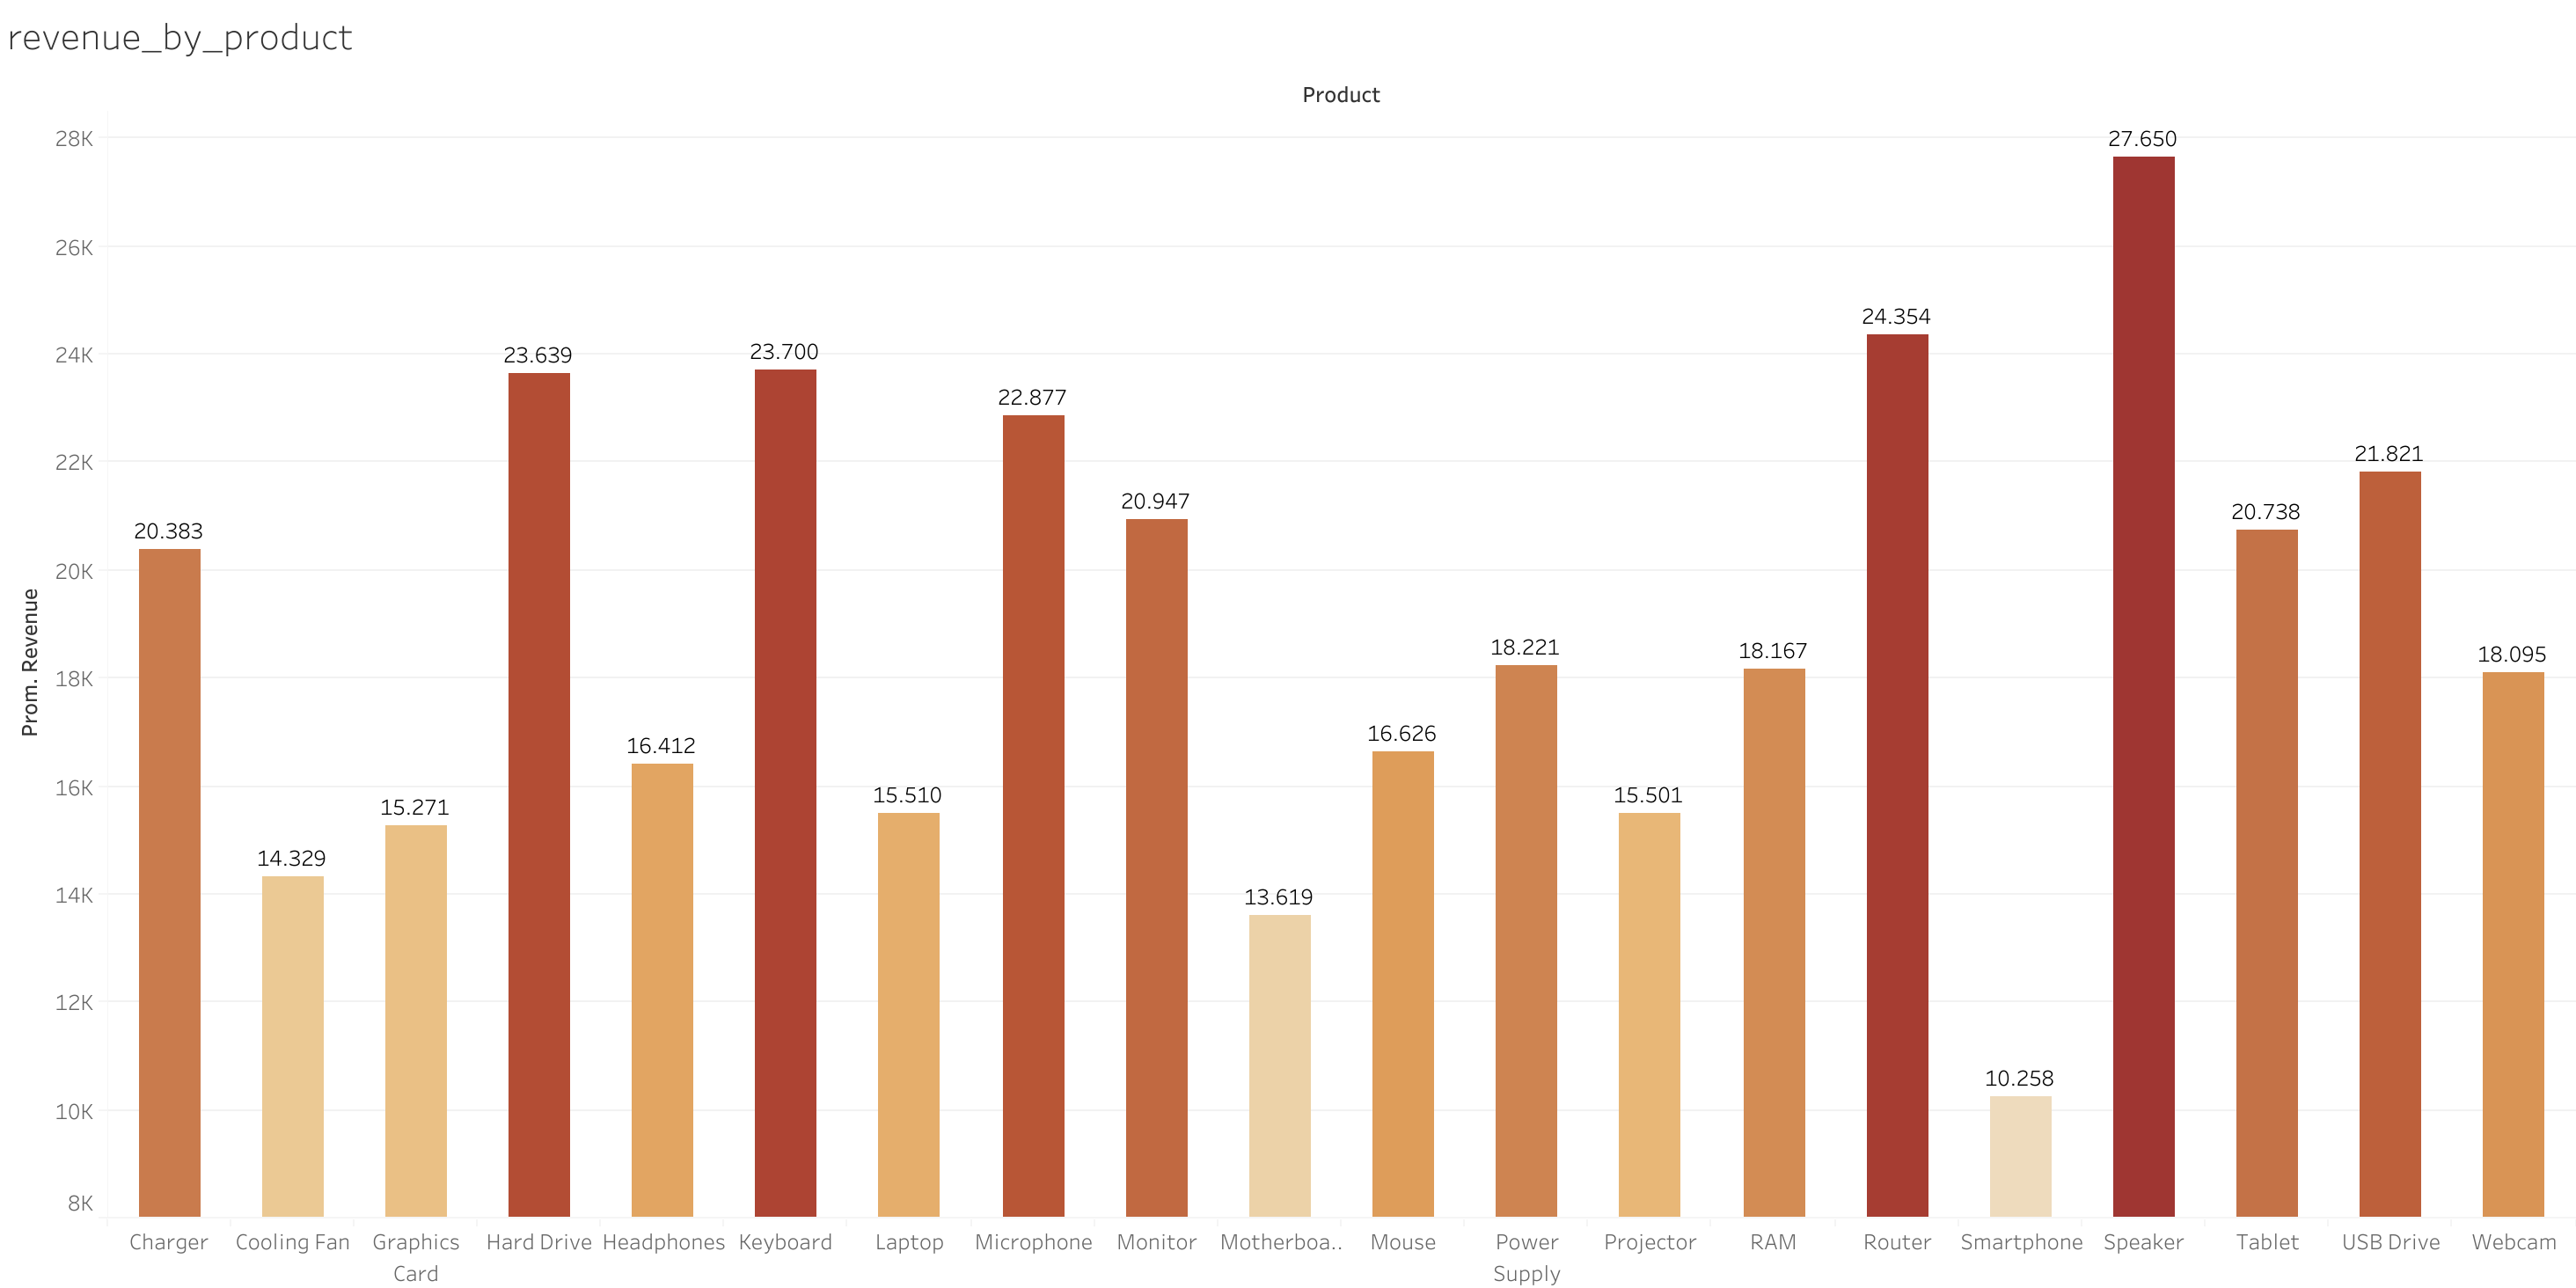 revenue_by_product
Product
Prom. Revenue
28K
26K
24K
22K
20K
18K
16K
14K
12K
10K
8K
20.383
14.329
15.271
23.639
16.412
23.700
15.510
22.877
20.947
13.619
16.626
18.221
15.501
18.167
24.354
10.258
27.650
20.738
21.821
18.095
Charger
Cooling Fan
Graphics
Card
Hard Drive
Headphones
Keyboard
Laptop
Microphone
Monitor
Motherboa..
Mouse
Power
Supply
Projector
RAM
Router
Smartphone
Speaker
Tablet
USB Drive
Webcam